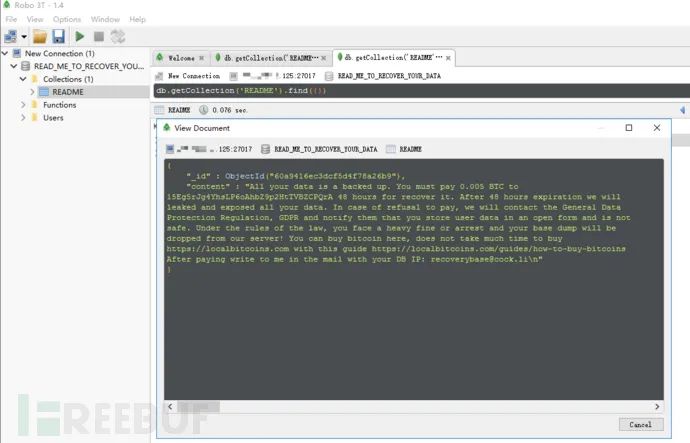 Robo 3T - 1.4
File View Options Window Help
New Connection (1)
READ_ME_TO_RECOVER_YOU...
Collections (1)
README
Functions
Users
Welcome × db.getCollection('README··· × db.getCollection('README'··· ×
New Connection .125:27017 READ_ME_TO_RECOVER_YOUR_DATA
db.getCollection('README').find({})
README 0.076 sec.
View Document
.125:27017 READ_ME_TO_RECOVER_YOUR_DATA README
{
"_id" : ObjectId("60a9416ec3dcf5d4f78a26b9"),
"content" : "All your data is a backed up. You must pay 0.005 BTC to
15Eg5rJg4YhsLP6oAhbZ9p2HtTVBZCPQrA 48 hours for recover it. After 48 hours expiration we will
leaked and exposed all your data. In case of refusal to pay, we will contact the General Data
Protection Regulation, GDPR and notify them that you store user data in an open form and is not
safe. Under the rules of the law, you face a heavy fine or arrest and your base dump will be
dropped from our server! You can buy bitcoin here, does not take much time to buy
https://localbitcoins.com with this guide https://localbitcoins.com/guides/how-to-buy-bitcoins
After paying write to me in the mail with your DB IP: recoverybase@cock.li\n"
}
FREEBUF
Cancel